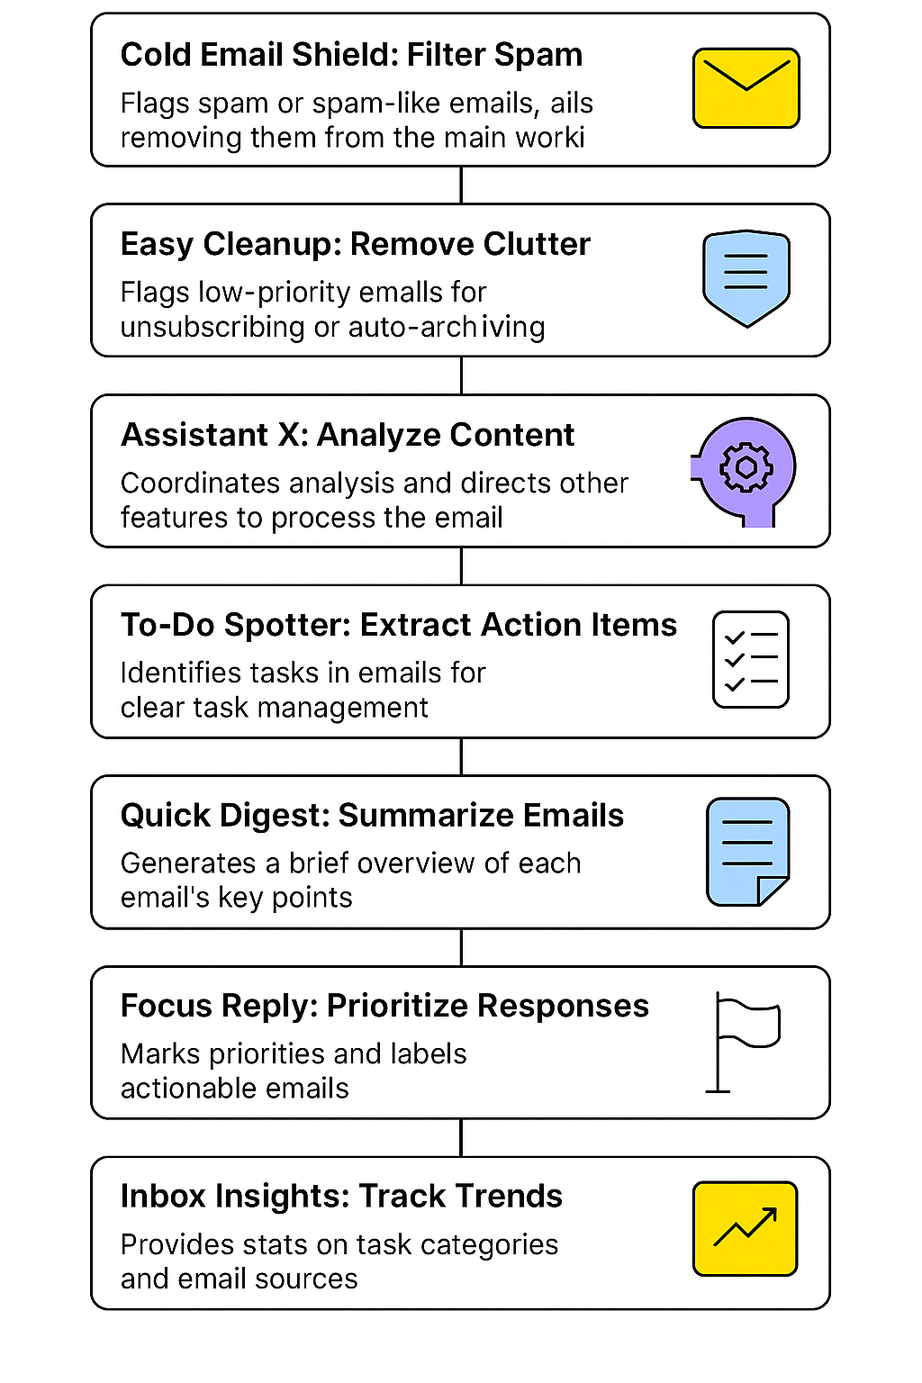 Cold Email Shield: Filter Spam
Flags spam or spam-like emails, ails
removing them from the main worki
Easy Cleanup: Remove Clutter
Flags low-priority emalls for
unsubscribing or auto-archiving
Assistant X: Analyze Content
Coordinates analysis and directs other
features to process the email
To-Do Spotter: Extract Action Items
Identifies tasks in emails for
clear task management
Quick Digest: Summarize Emails
Generates a brief overview of each
email's key points
Focus Reply: Prioritize Responses
Marks priorities and labels
actionable emails
Inbox Insights: Track Trends
Provides stats on task categories
and email sources